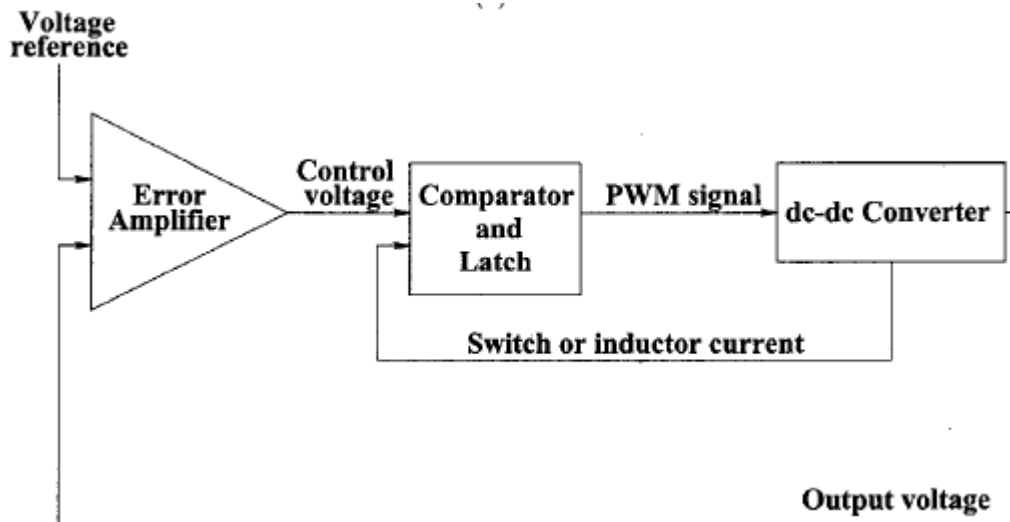 Voltage
reference
Error
Amplifier
Control
voltage
Comparator
and
Latch
PWM signal
dc-dc Converter
Switch or inductor current
Output voltage